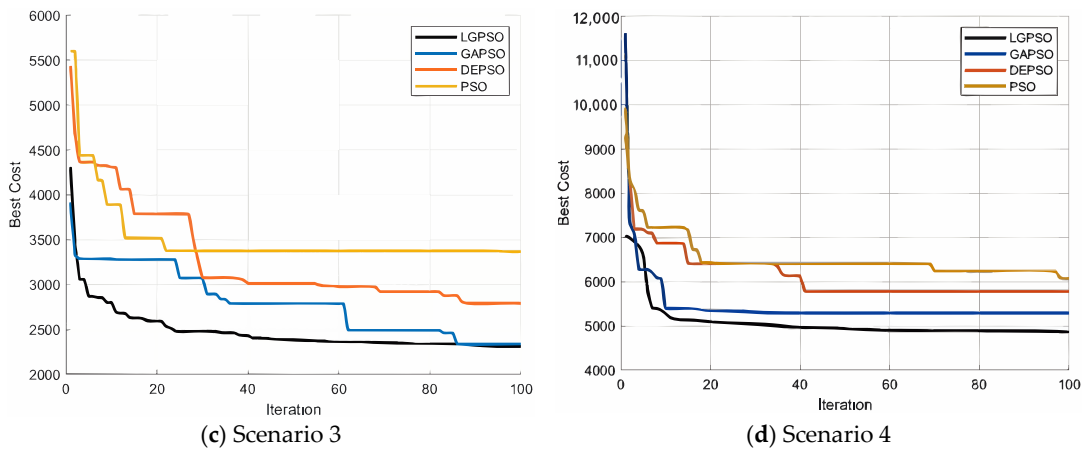 6000
5500
5000
4500
4000
3500
3000
2500
2000
Best Cost
0
20
40
60
80
100
Iteration
LGPSO
GAPSO
DEPSO
PSO
(c) Scenario 3
12,000
11,000
10,000
9000
8000
7000
6000
5000
4000
Best Cost
0
20
40
60
80
100
Iteration
LGPSO
GAPSO
DEPSO
PSO
(d) Scenario 4